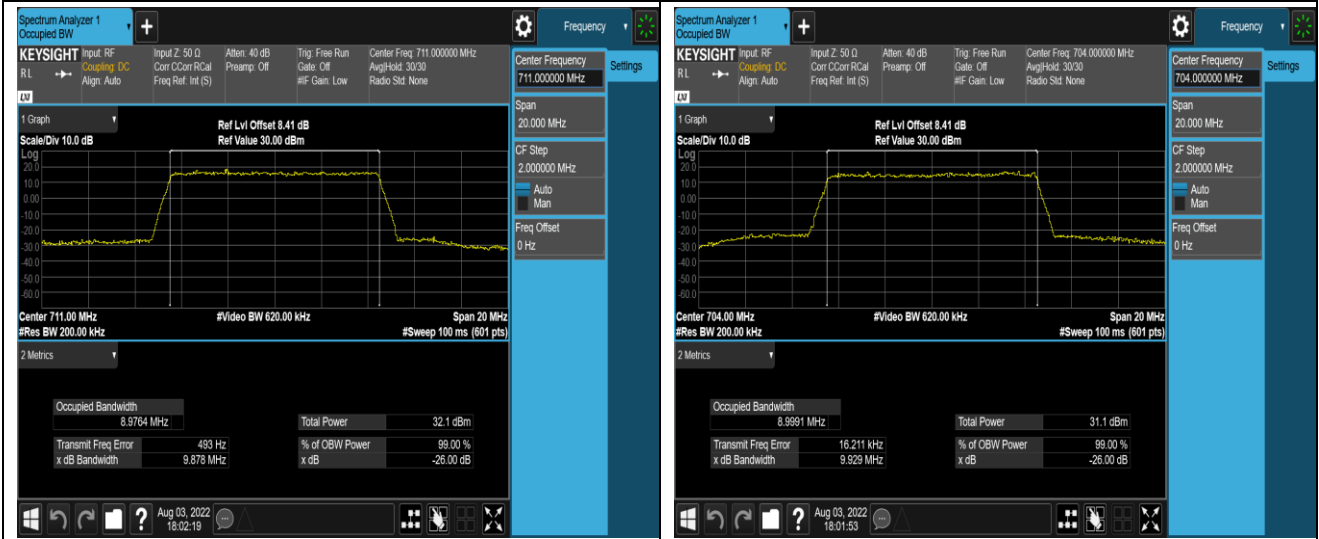 Spectrum Analyzer 1
Occupied BW
+
Frequency
KEYSIGHT
Input: RF
Coupling: DC
Align: Auto
RL
LXI
Input Z: 50 Ω
Corr CCorr RCal
Freq Ref: Int (S)
Atten: 40 dB
Preamp: Off
Trig: Free Run
Gate: Off
#IF Gain: Low
Center Freq: 711.000000 MHz
Avg|Hold: 30/30
Radio Std: None
Center Frequency
711.000000 MHz
Settings
Span
20.000 MHz
CF Step
2.000000 MHz
Auto
Man
Freq Offset
0 Hz
1 Graph
Scale/Div 10.0 dB
Ref Lvl Offset 8.41 dB
Ref Value 30.00 dBm
Log
20.0
10.0
0.00
-10.0
-20.0
-30.0
-40.0
-50.0
-60.0
Center 711.00 MHz
#Video BW 620.00 kHz
Span 20 MHz
#Res BW 200.00 kHz
#Sweep 100 ms (601 pts)
2 Metrics
Occupied Bandwidth
8.9764 MHz
Total Power 32.1 dBm
Transmit Freq Error 493 Hz
% of OBW Power 99.00 %
x dB Bandwidth 9.878 MHz
x dB -26.00 dB
?
Aug 03, 2022
18:02:19
Spectrum Analyzer 1
Occupied BW
+
Frequency
KEYSIGHT
Input: RF
Coupling: DC
Align: Auto
RL
LXI
Input Z: 50 Ω
Corr CCorr RCal
Freq Ref: Int (S)
Atten: 40 dB
Preamp: Off
Trig: Free Run
Gate: Off
#IF Gain: Low
Center Freq: 704.000000 MHz
Avg|Hold: 30/30
Radio Std: None
Center Frequency
704.000000 MHz
Settings
Span
20.000 MHz
CF Step
2.000000 MHz
Auto
Man
Freq Offset
0 Hz
1 Graph
Scale/Div 10.0 dB
Ref Lvl Offset 8.41 dB
Ref Value 30.00 dBm
Log
20.0
10.0
0.00
-10.0
-20.0
-30.0
-40.0
-50.0
-60.0
Center 704.00 MHz
#Video BW 620.00 kHz
Span 20 MHz
#Res BW 200.00 kHz
#Sweep 100 ms (601 pts)
2 Metrics
Occupied Bandwidth
8.9991 MHz
Total Power 31.1 dBm
Transmit Freq Error 16.211 kHz
% of OBW Power 99.00 %
x dB Bandwidth 9.929 MHz
x dB -26.00 dB
?
Aug 03, 2022
18:01:53